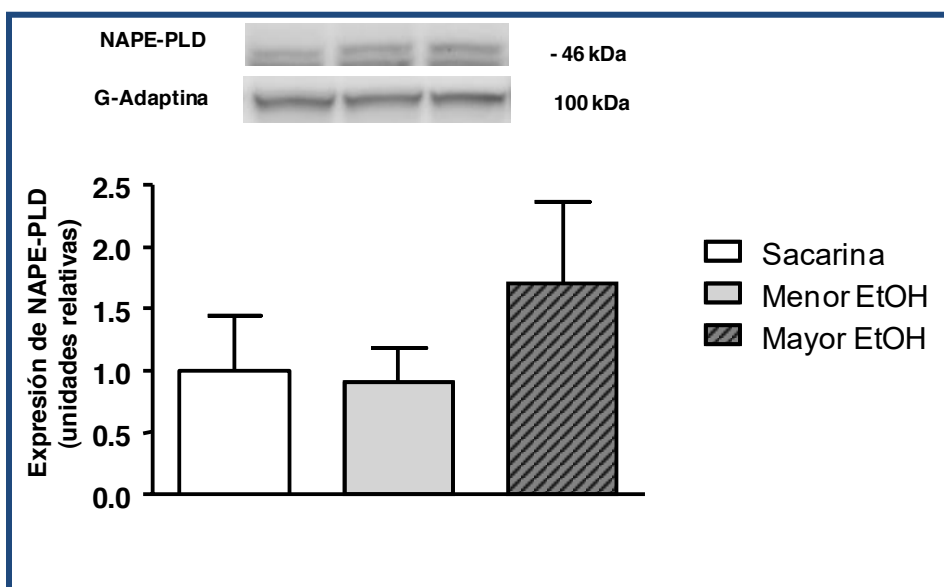 NAPE-PLD
- 46 kDa
G-Adaptina
100 kDa
Expresión de NAPE-PLD
(unidades relativas)
2.5
2.0
1.5
1.0
0.5
0.0
Sacarina
Menor EtOH
Mayor EtOH